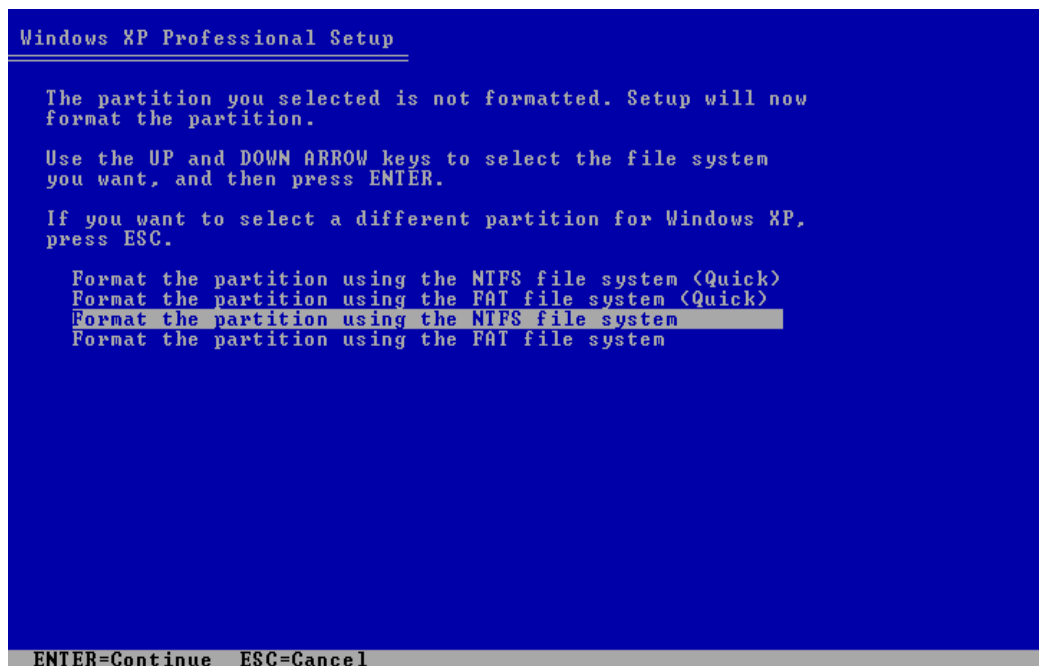 Windows XP Professional Setup
The partition you selected is not formatted. Setup will now
format the partition.
Use the UP and DOWN ARROW keys to select the file system
you want, and then press ENTER.
If you want to select a different partition for Windows XP,
press ESC.
Format the partition using the NTFS file system (Quick)
Format the partition using the FAT file system (Quick)
Format the partition using the NTFS file system
Format the partition using the FAT file system
ENTER=Continue ESC=Cancel